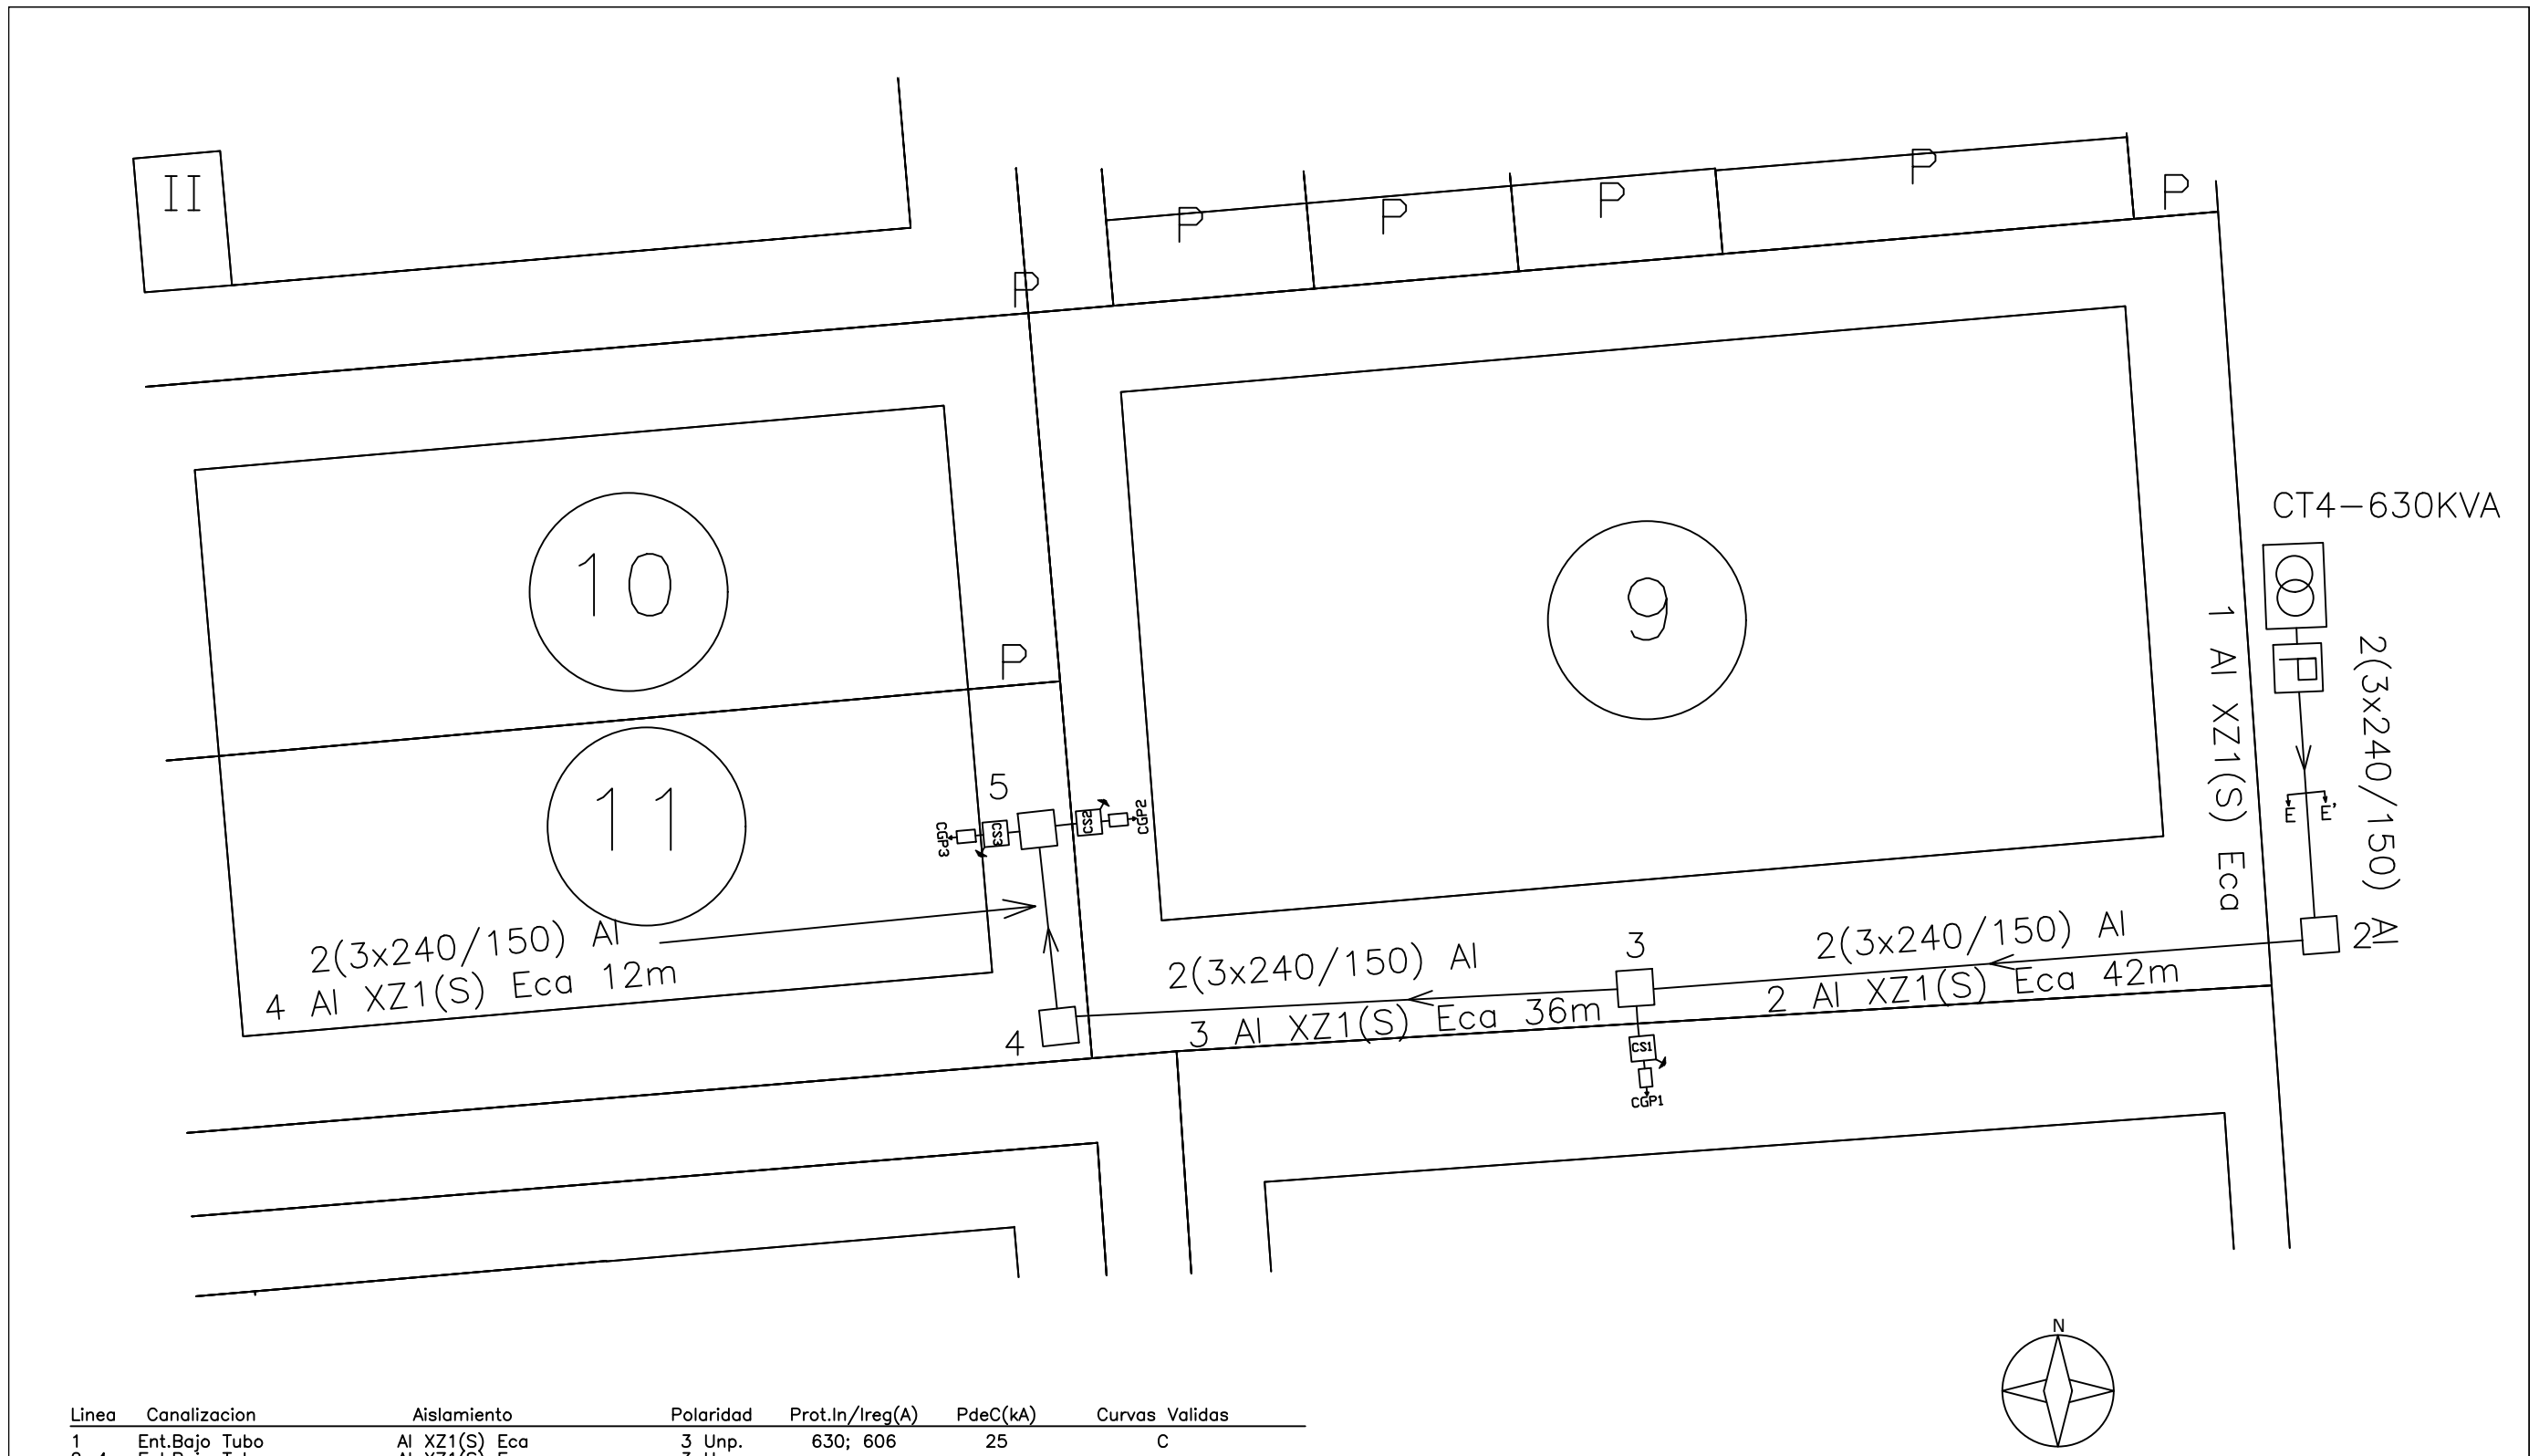 II
P
P
P
P
P
P
CT4-630KVA
10
9
P
P
1 Al XZ1(S) Eca
2(3x240/150) Al
E E'
5
11
CGP3
CS3
CS2
CGP2
2(3x240/150) Al
4 Al XZ1(S) Eca 12m
2(3x240/150) Al
3 Al XZ1(S) Eca 36m
3
2(3x240/150) Al
2 Al XZ1(S) Eca 42m
2
4
CS1
CGP1
N
Linea Canalizacion Aislamiento Polaridad Prot.In/Ireg(A) PdeC(kA) Curvas Validas
1 Ent.Bajo Tubo Al XZ1(S) Eca 3 Unp. 630; 606 25 C